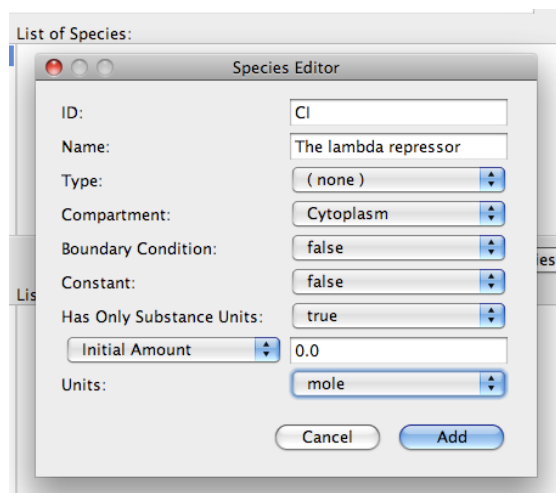 List of Species:
Species Editor
ID: CI
Name: The lambda repressor
Type: ( none )
Compartment: Cytoplasm
Boundary Condition: false
Constant: false
Has Only Substance Units: true
Initial Amount 0.0
Units: mole
Cancel Add